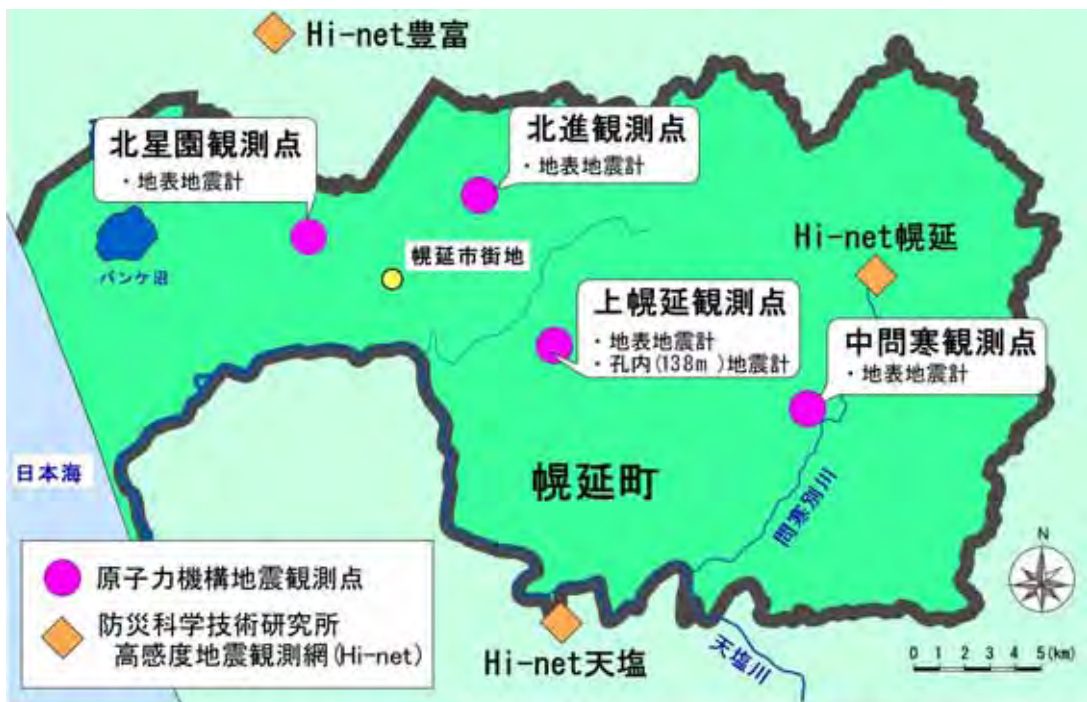 Hi-net豊富
北星園観測点
・地表地震計
北進観測点
・地表地震計
パンケ沼
幌延市街地
Hi-net幌延
上幌延観測点
・地表地震計
・孔内(138m)地震計
中問寒観測点
・地表地震計
日本海
幌延町
問寒別川
原子力機構地震観測点
防災科学技術研究所
高感度地震観測網(Hi-net)
Hi-net天塩
天塩川
N
0 1 2 3 4 5(km)